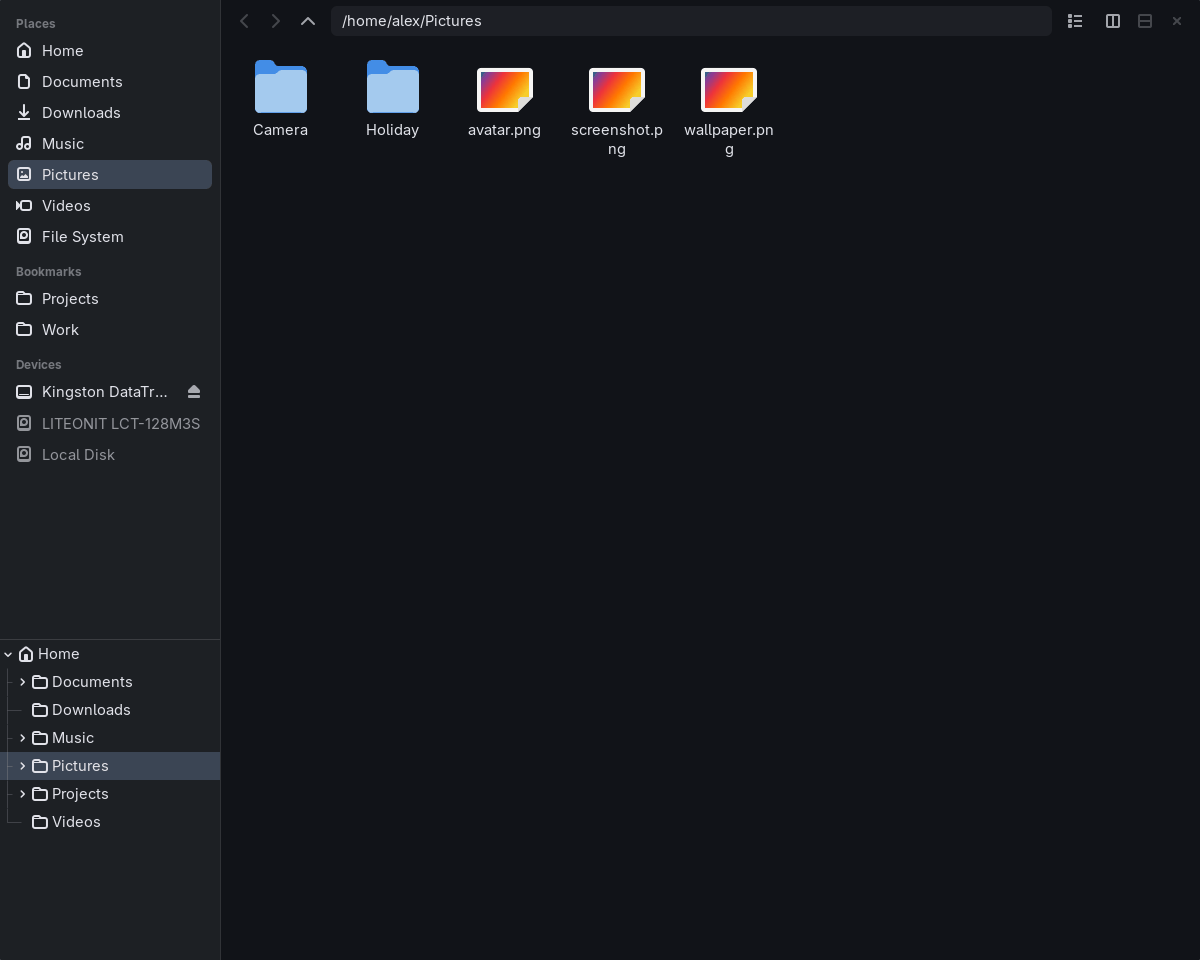 Places
Home
Documents
Downloads
Music
Pictures
Videos
File System
Bookmarks
Projects
Work
Devices
Kingston DataTr...
LITEONIT LCT-128M3S
Local Disk
Home
Documents
Downloads
Music
Pictures
Projects
Videos
/home/alex/Pictures
Camera
Holiday
avatar.png
screenshot.p
ng
wallpaper.pn
g